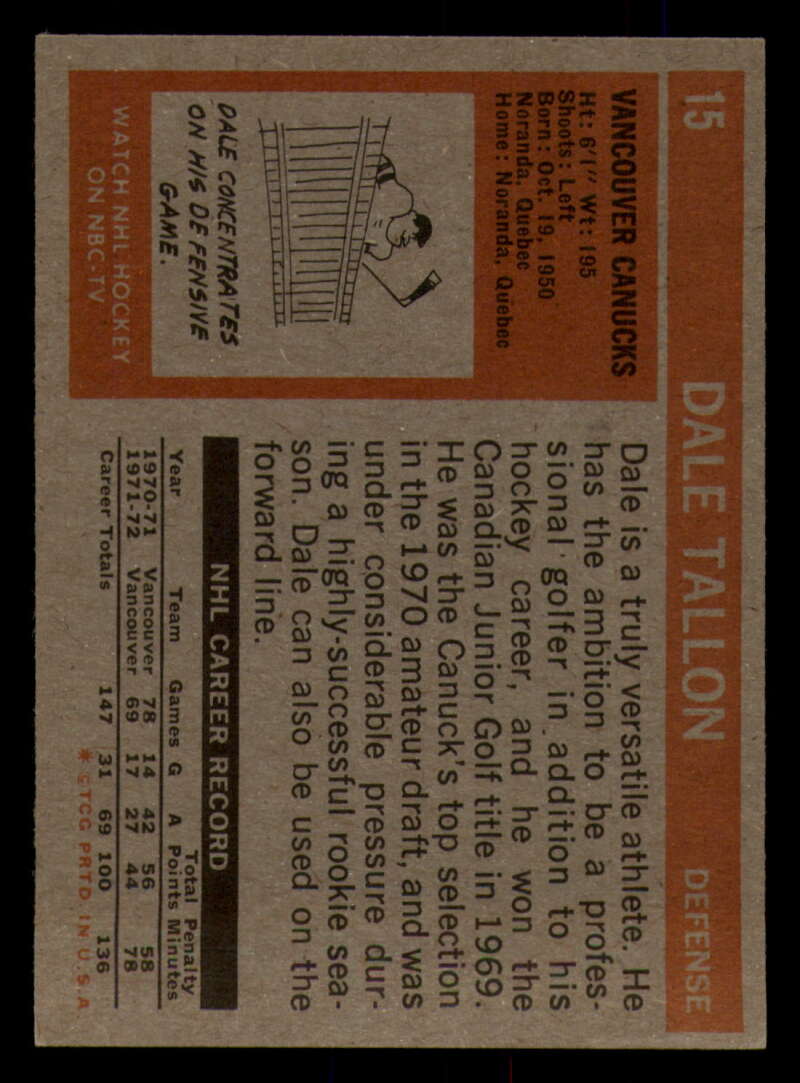 15 DALE TALLON DEFENSE
VANCOUVER CANUCKS
Ht: 6'1" Wt: 195
Shoots: Left
Born: Oct. 19, 1950
Noranda, Quebec
Home: Noranda, Quebec
DALE CONCENTRATES
ON HIS DEFENSIVE
GAME.
WATCH NHL HOCKEY
ON NBC-TV
Dale is a truly versatile athlete. He
has the ambition to be a profes-
sional golfer in addition to his
hockey career, and he won the
Canadian Junior Golf title in 1969.
He was the Canuck's top selection
in the 1970 amateur draft, and was
under considerable pressure dur-
ing a highly-successful rookie sea-
son. Dale can also be used on the
forward line.
NHL CAREER RECORD
Total Penalty
Year Team Games G A Points Minutes
1970-71 Vancouver 78 14 42 56 58
1971-72 Vancouver 69 17 27 44 78
Career Totals 147 31 69 100 136
* ©TCG PRTD IN U.S.A